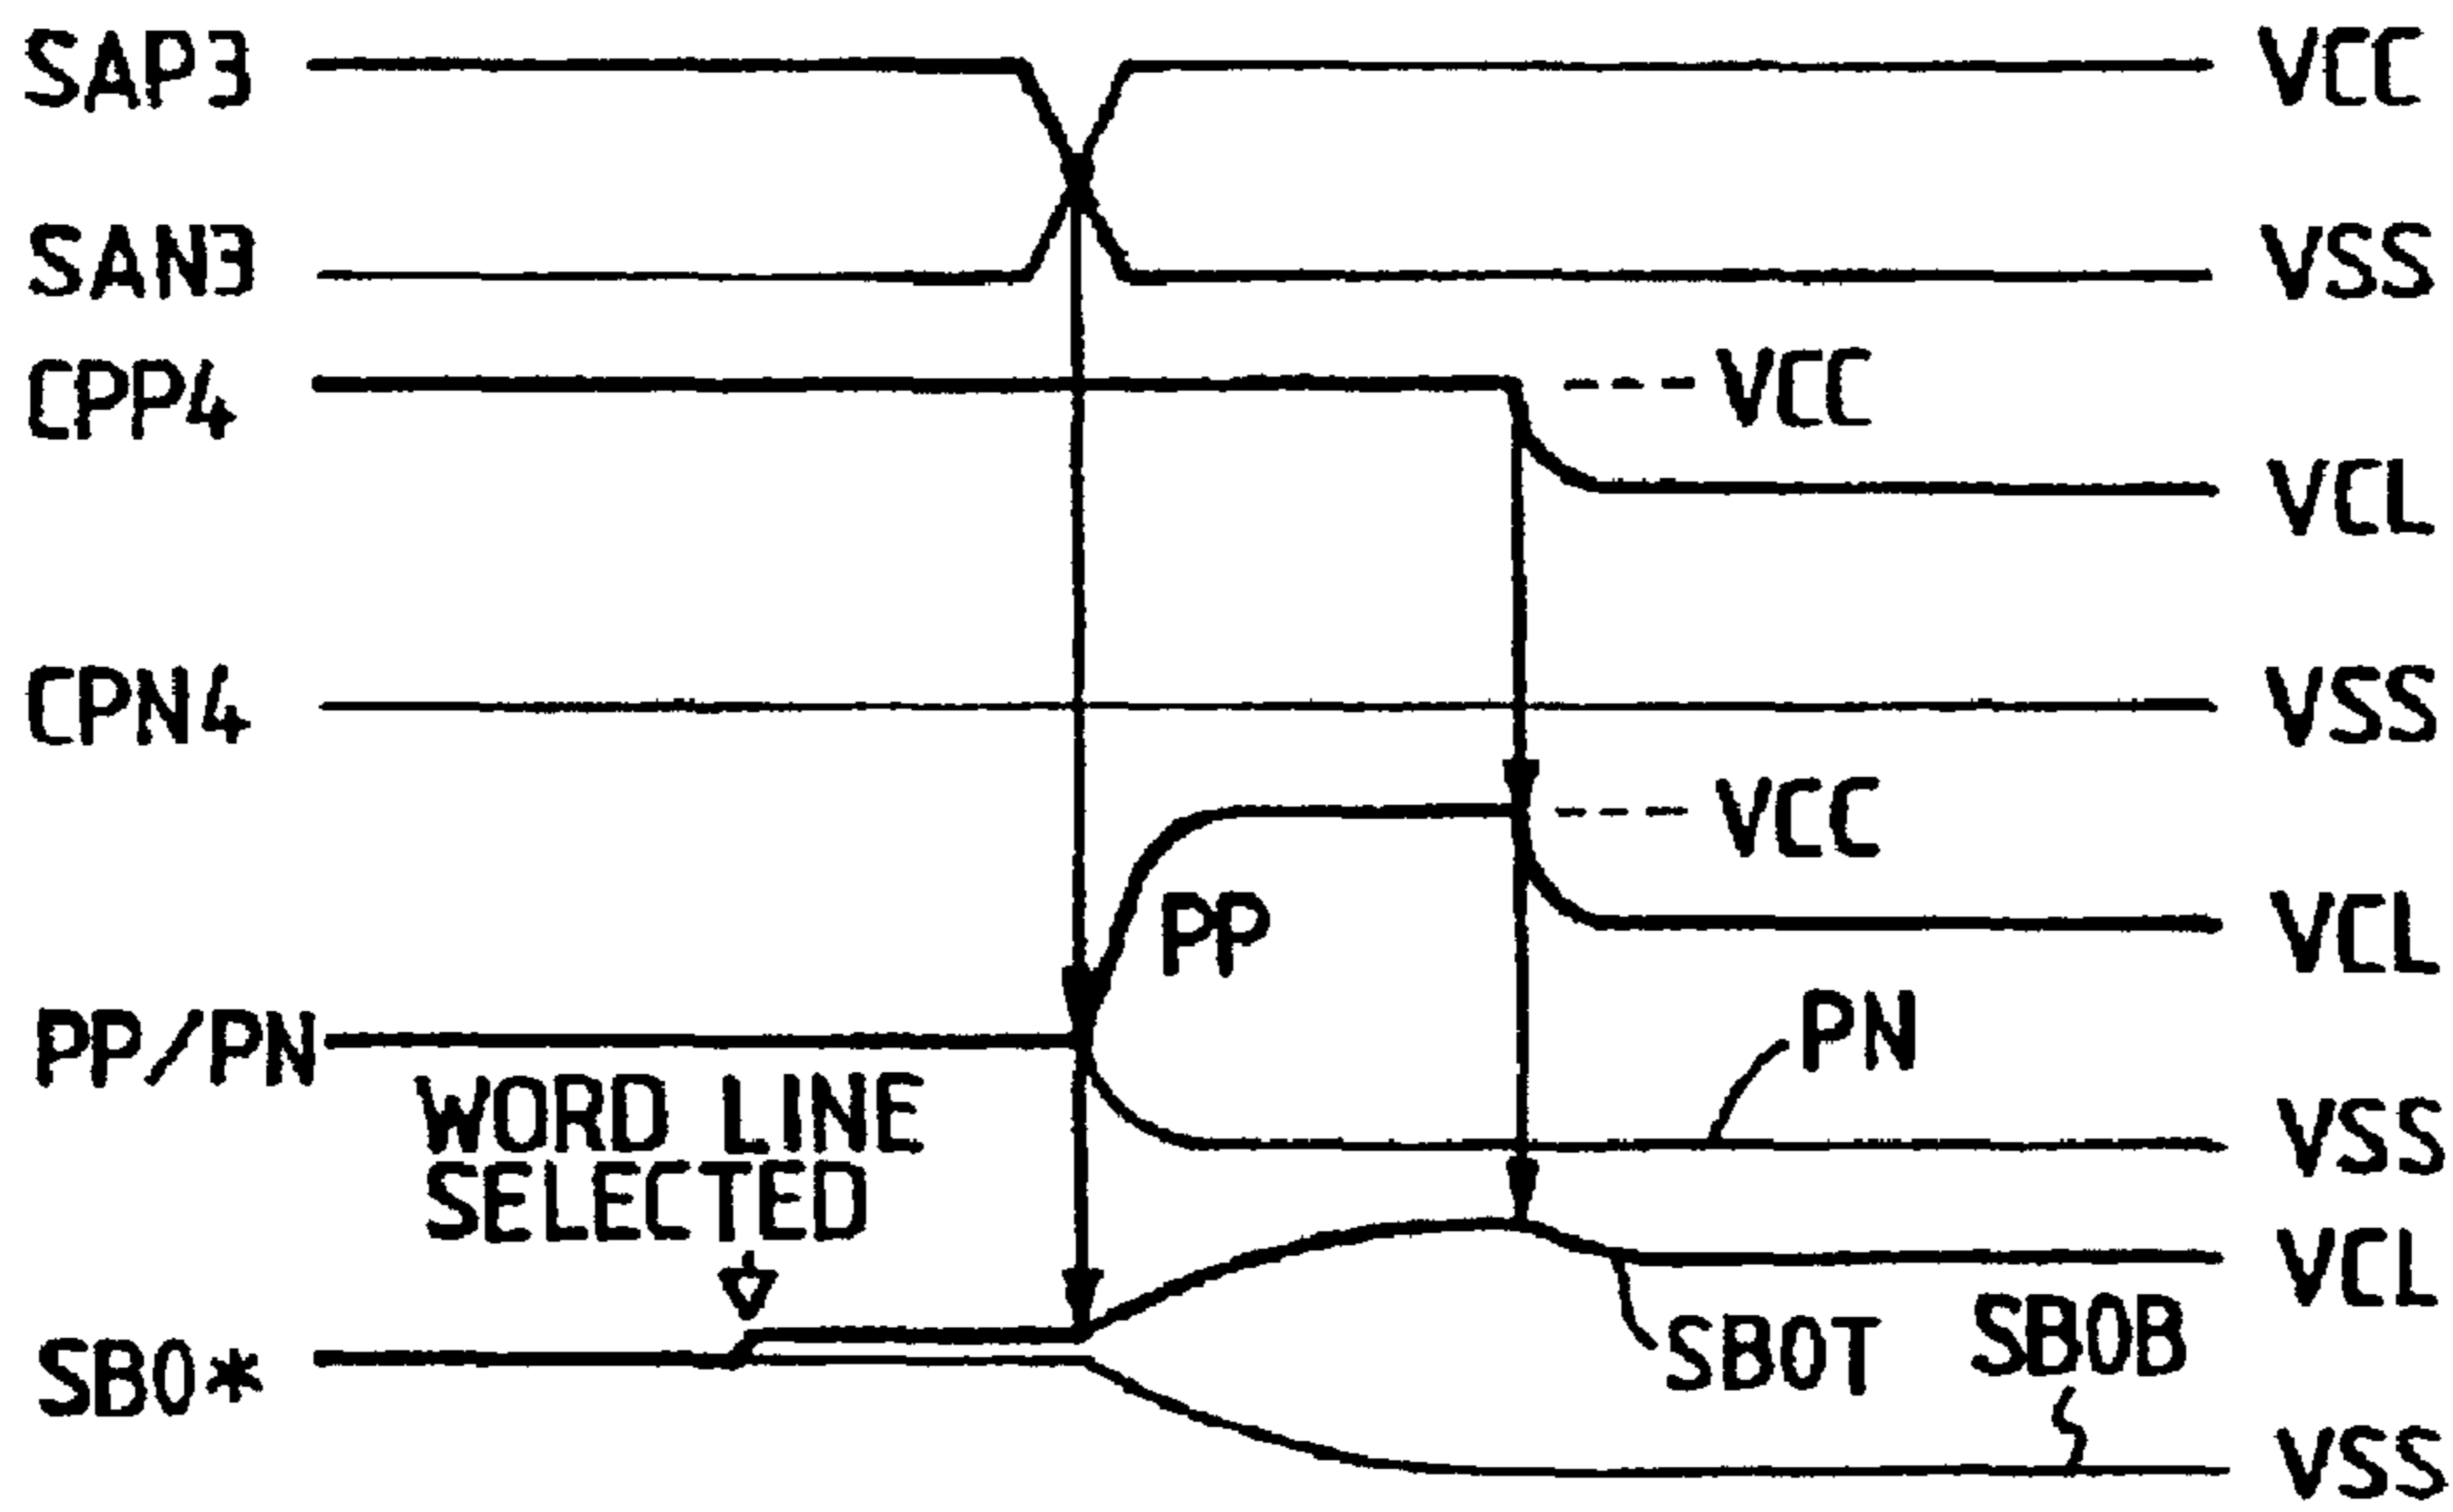 SAP3
VCC
SAN3
VSS
CPP4
VCC
VCL
CPN4
VSS
VCC
PP
VCL
PP/PN
PN
WORD LINE
SELECTED
VSS
VCL
SB0*
SB0T
SB0B
VSS